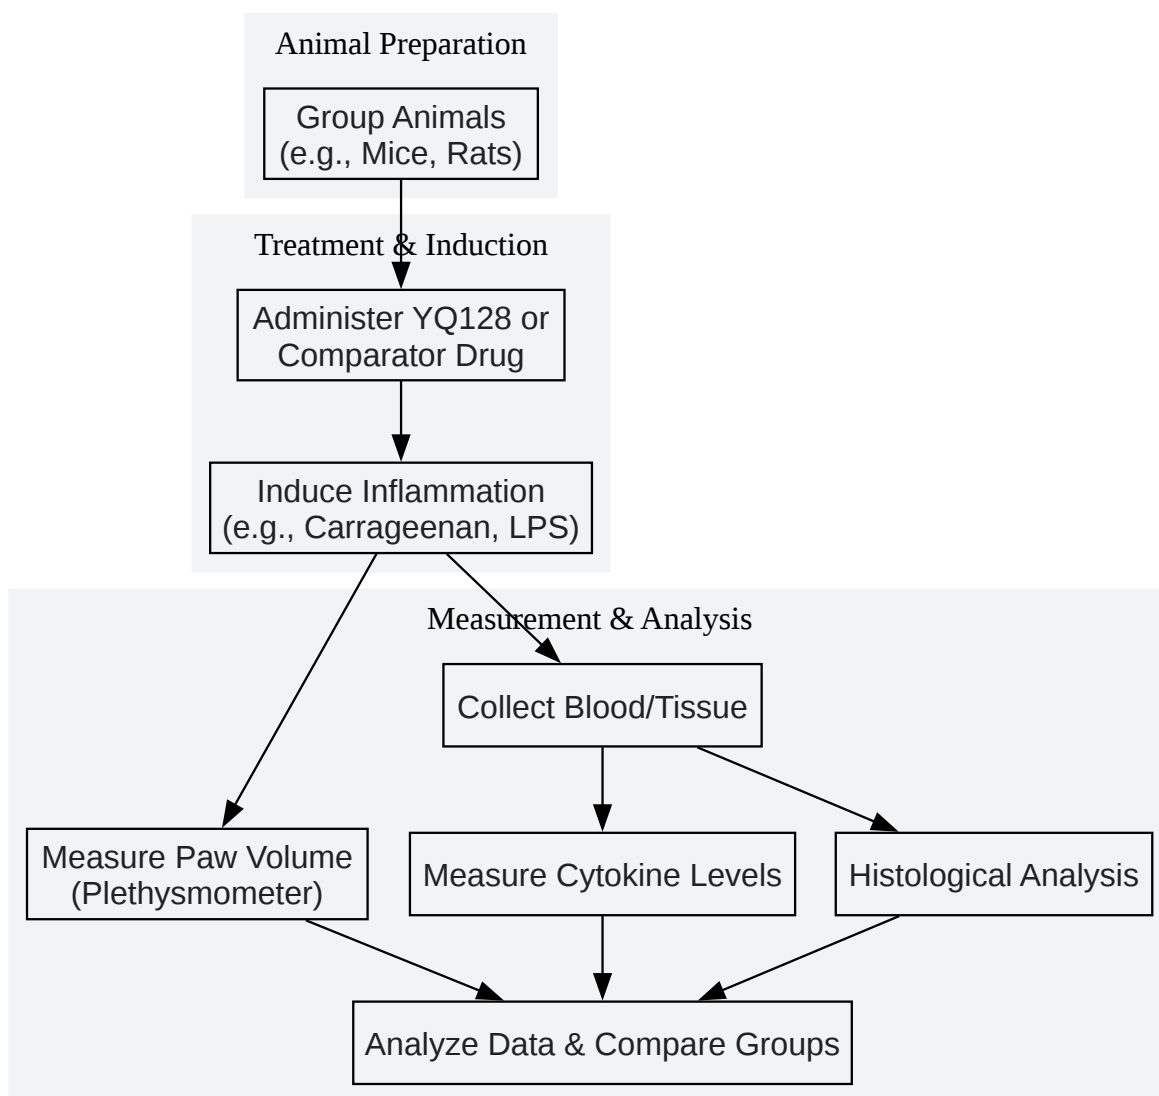 Animal Preparation
Group Animals
(e.g., Mice, Rats)
Treatment & Induction
Administer YQ128 or
Comparator Drug
Induce Inflammation
(e.g., Carrageenan, LPS)
Measurement & Analysis
Collect Blood/Tissue
Measure Paw Volume
(Plethysmometer)
Measure Cytokine Levels
Histological Analysis
Analyze Data & Compare Groups